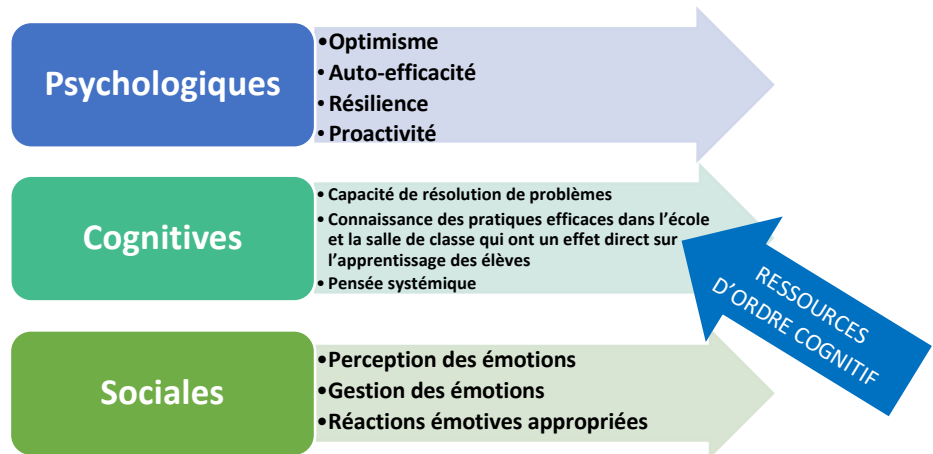 Psychologiques
•Optimisme
•Auto-efficacité
•Résilience
•Proactivité
Cognitives
•Capacité de résolution de problèmes
•Connaissance des pratiques efficaces dans l'école
et la salle de classe qui ont un effet direct sur
l'apprentissage des élèves
•Pensée systémique
RESSOURCES
D'ORDRE COGNITIF
Sociales
•Perception des émotions
•Gestion des émotions
•Réactions émotives appropriées